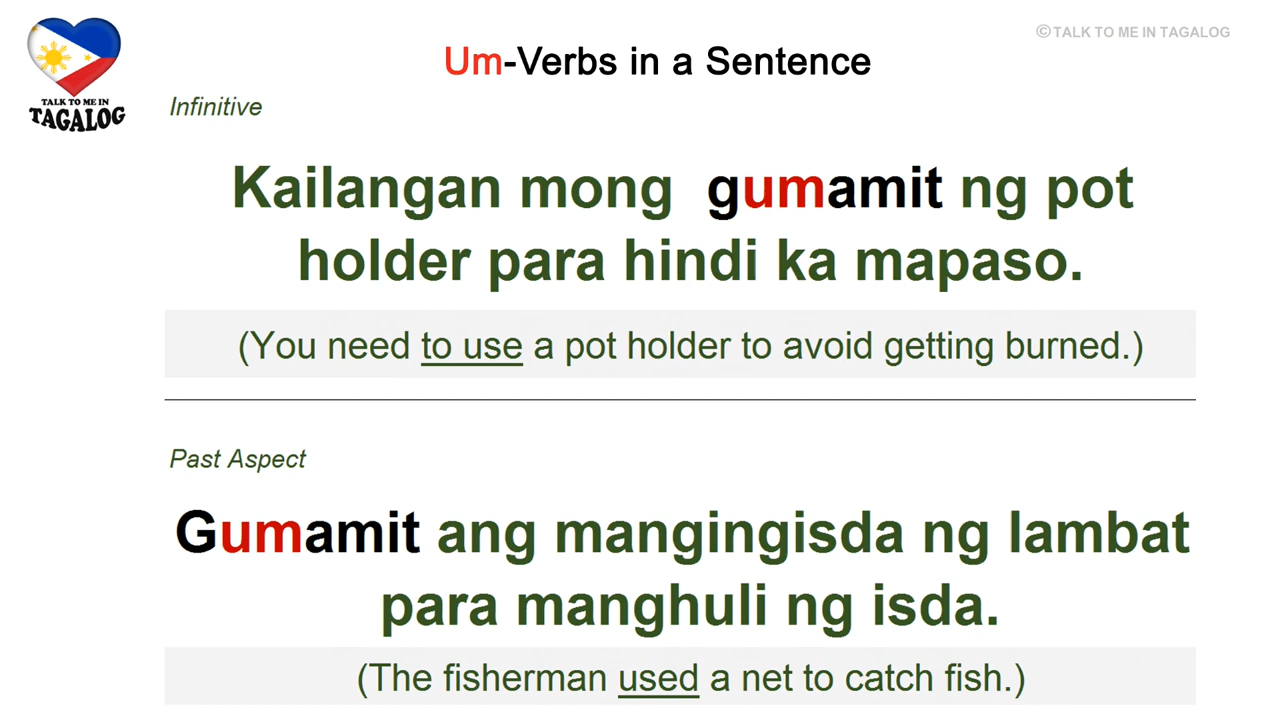 ©TALK TO ME IN TAGALOG
Um-Verbs in a Sentence
TALK TO ME IN
TAGALOG
Infinitive
Kailangan mong gumamit ng pot
holder para hindi ka mapaso.
(You need to use a pot holder to avoid getting burned.)
Past Aspect
Gumamit ang mangingisda ng lambat
para manghuli ng isda.
(The fisherman used a net to catch fish.)